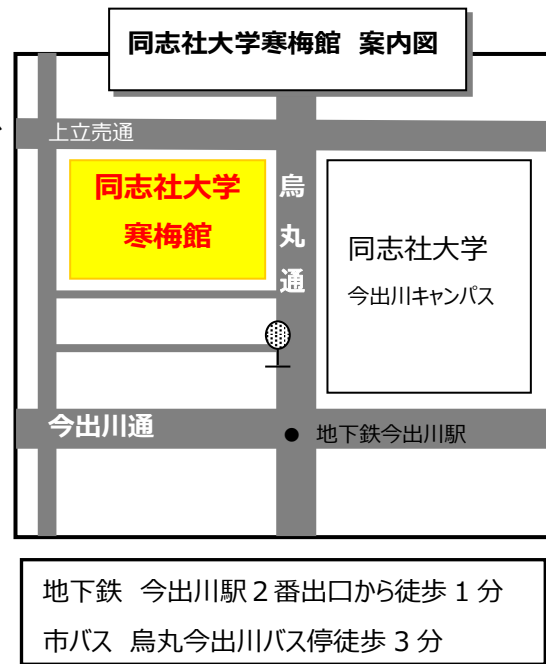 同志社大学寒梅館 案内図
上立売通
同志社大学
寒梅館
烏丸通
同志社大学
今出川キャンパス
今出川通
● 地下鉄今出川駅
地下鉄 今出川駅２番出口から徒歩 1 分
市バス 烏丸今出川バス停徒歩 3 分